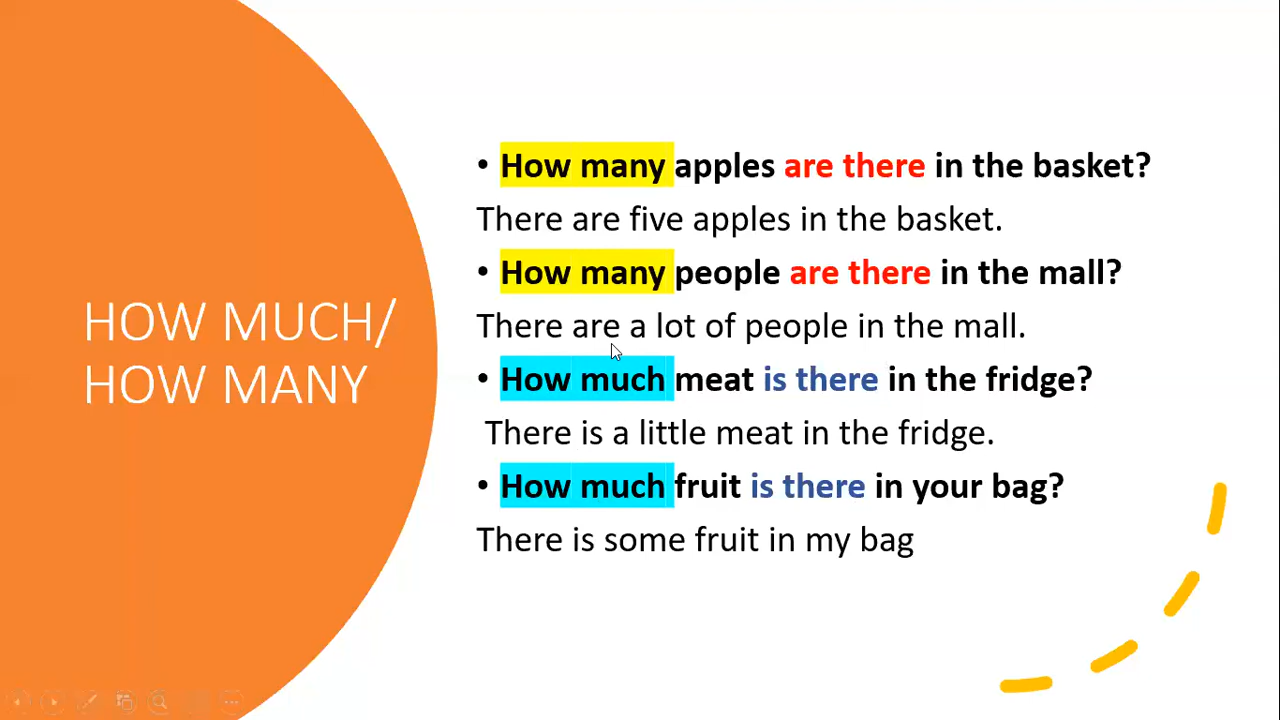 HOW MUCH/
HOW MANY
• How many apples are there in the basket?
There are five apples in the basket.
• How many people are there in the mall?
There are a lot of people in the mall.
• How much meat is there in the fridge?
There is a little meat in the fridge.
• How much fruit is there in your bag?
There is some fruit in my bag